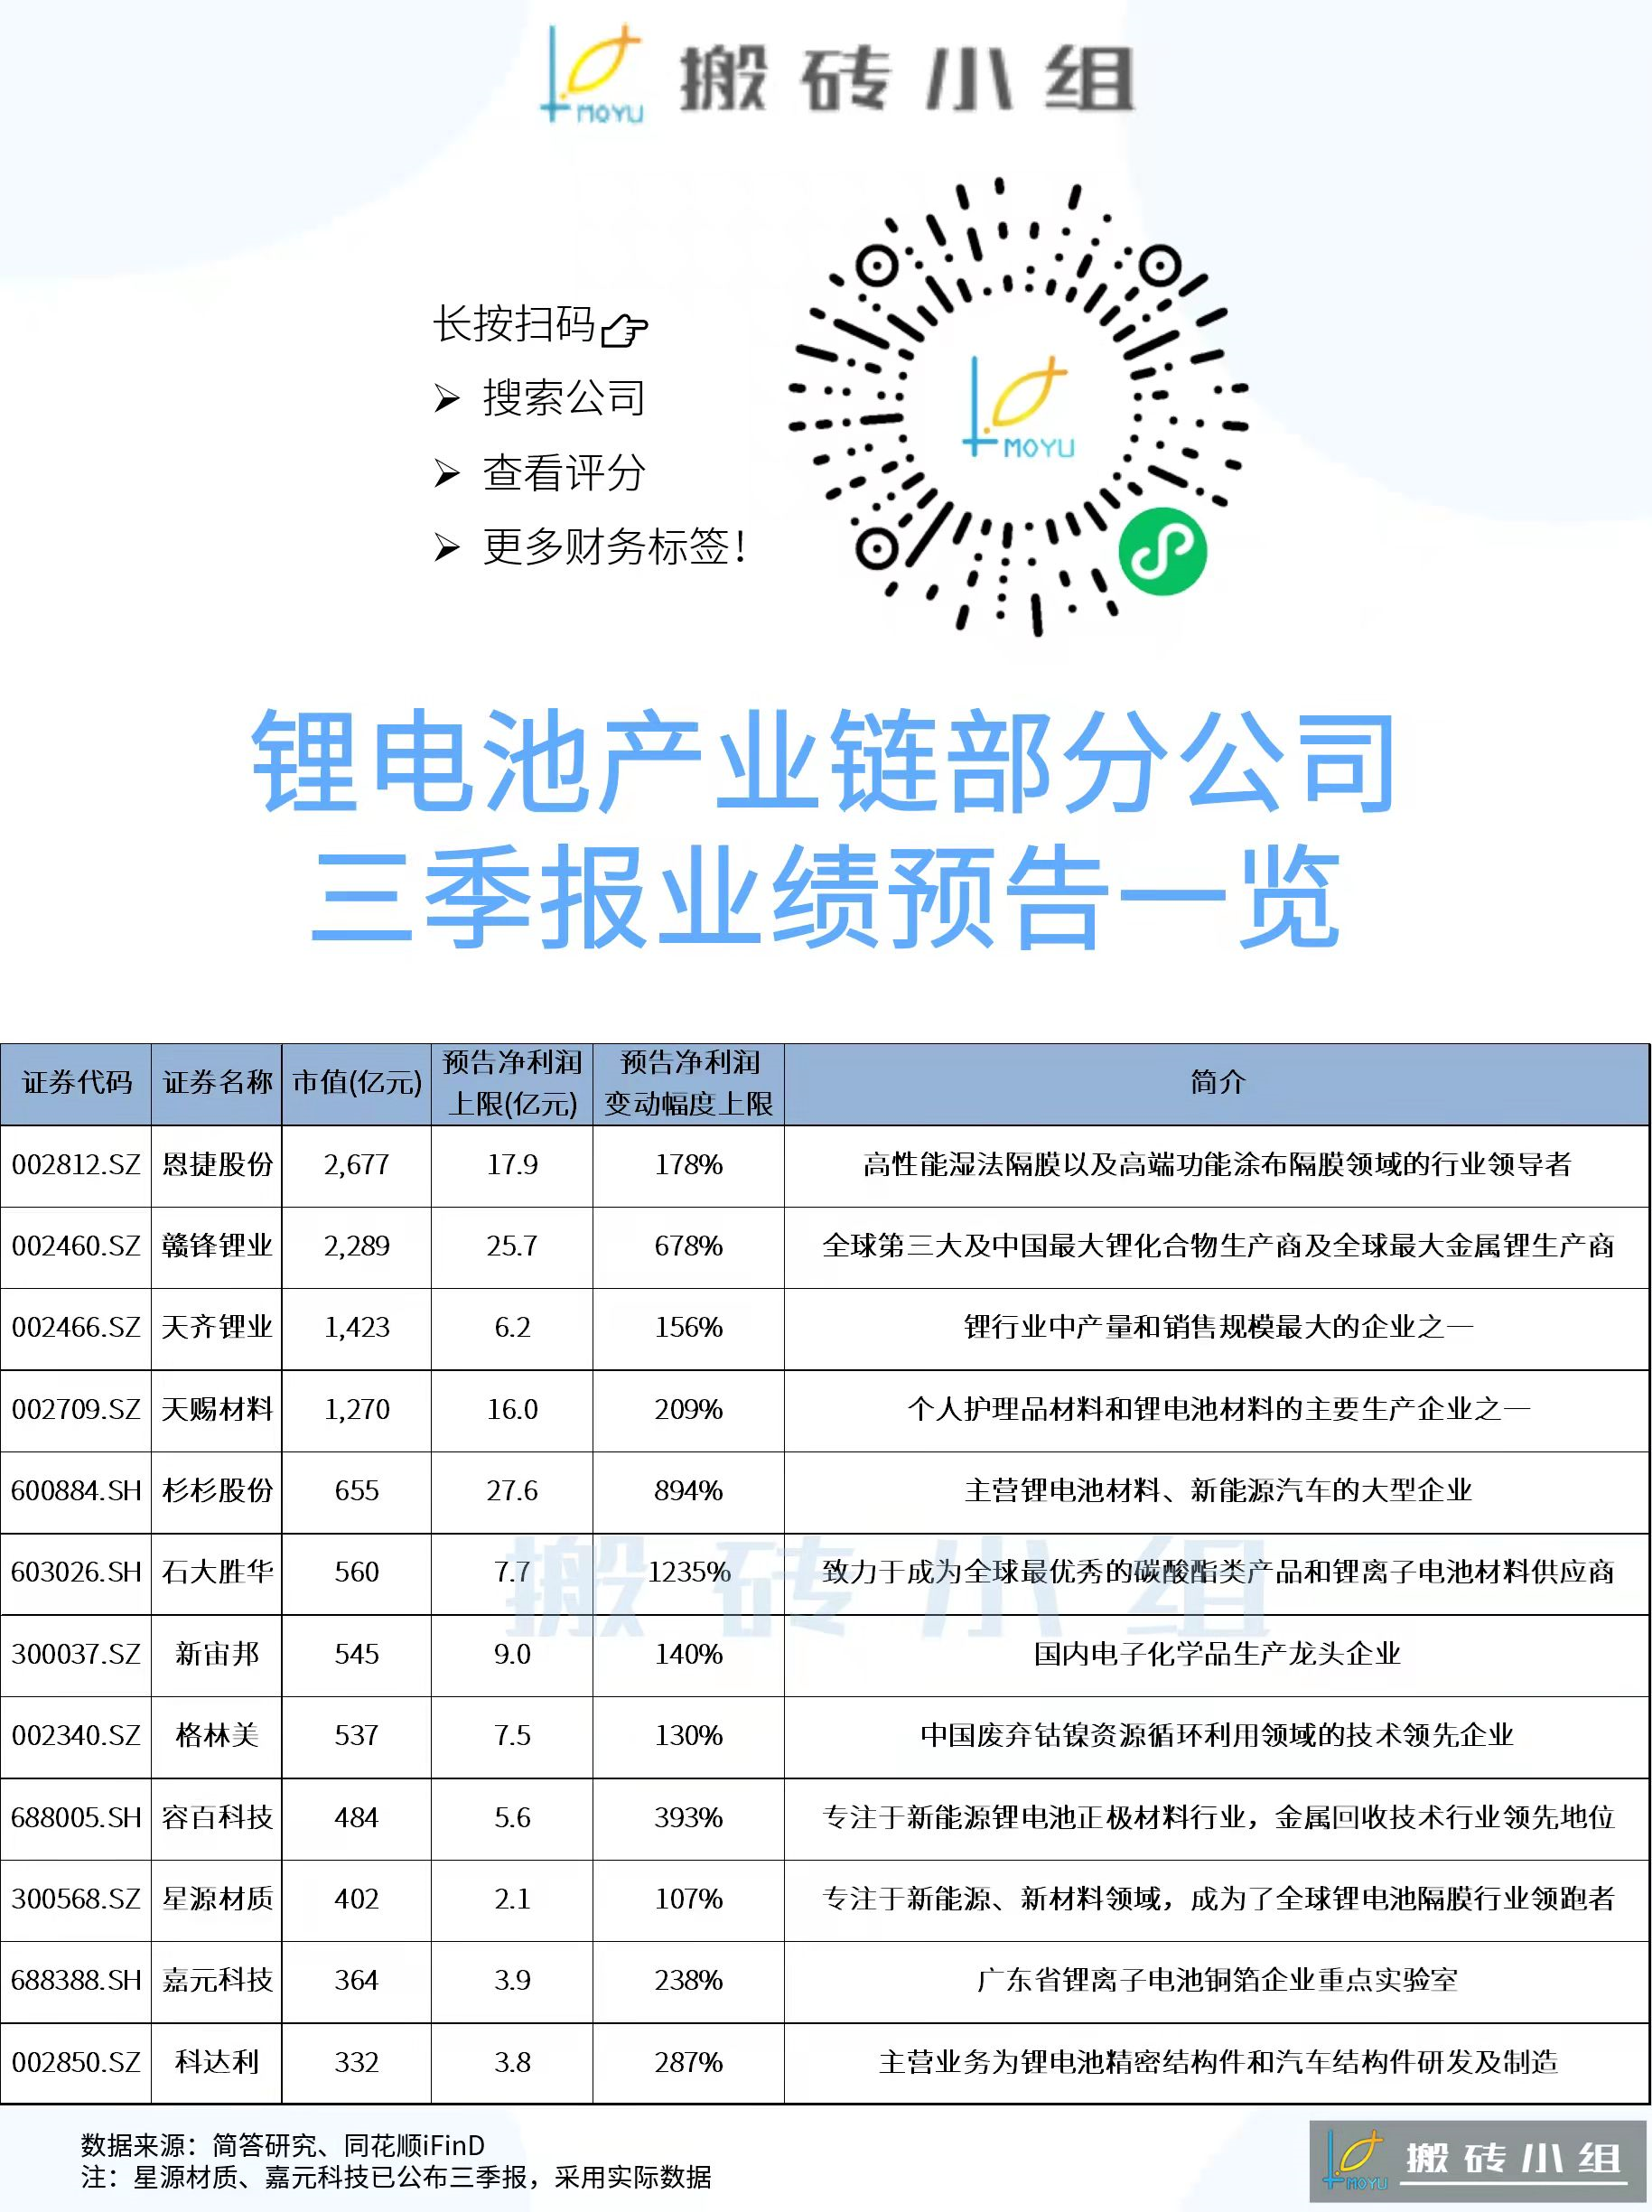 MOYU 搬砖小组
长按扫码
搜索公司
查看评分
更多财务标签！
MOYU
锂电池产业链部分公司
三季报业绩预告一览
证券代码 证券名称 市值(亿元) 预告净利润上限(亿元) 预告净利润变动幅度上限 简介
002812.SZ 恩捷股份 2,677 17.9 178% 高性能湿法隔膜以及高端功能涂布隔膜领域的行业领导者
002460.SZ 赣锋锂业 2,289 25.7 678% 全球第三大及中国最大锂化合物生产商及全球最大金属锂生产商
002466.SZ 天齐锂业 1,423 6.2 156% 锂行业中产量和销售规模最大的企业之一
002709.SZ 天赐材料 1,270 16.0 209% 个人护理品材料和锂电池材料的主要生产企业之一
600884.SH 杉杉股份 655 27.6 894% 主营锂电池材料、新能源汽车的大型企业
603026.SH 石大胜华 560 7.7 1235% 致力于成为全球最优秀的碳酸酯类产品和锂离子电池材料供应商
搬砖小组
300037.SZ 新宙邦 545 9.0 140% 国内电子化学品生产龙头企业
002340.SZ 格林美 537 7.5 130% 中国废弃钴镍资源循环利用领域的技术领先企业
688005.SH 容百科技 484 5.6 393% 专注于新能源锂电池正极材料行业，金属回收技术行业领先地位
300568.SZ 星源材质 402 2.1 107% 专注于新能源、新材料领域，成为了全球锂电池隔膜行业领跑者
688388.SH 嘉元科技 364 3.9 238% 广东省锂离子电池铜箔企业重点实验室
002850.SZ 科达利 332 3.8 287% 主营业务为锂电池精密结构件和汽车结构件研发及制造
数据来源：简答研究、同花顺iFinD
注：星源材质、嘉元科技已公布三季报，采用实际数据
MOYU 搬砖小组